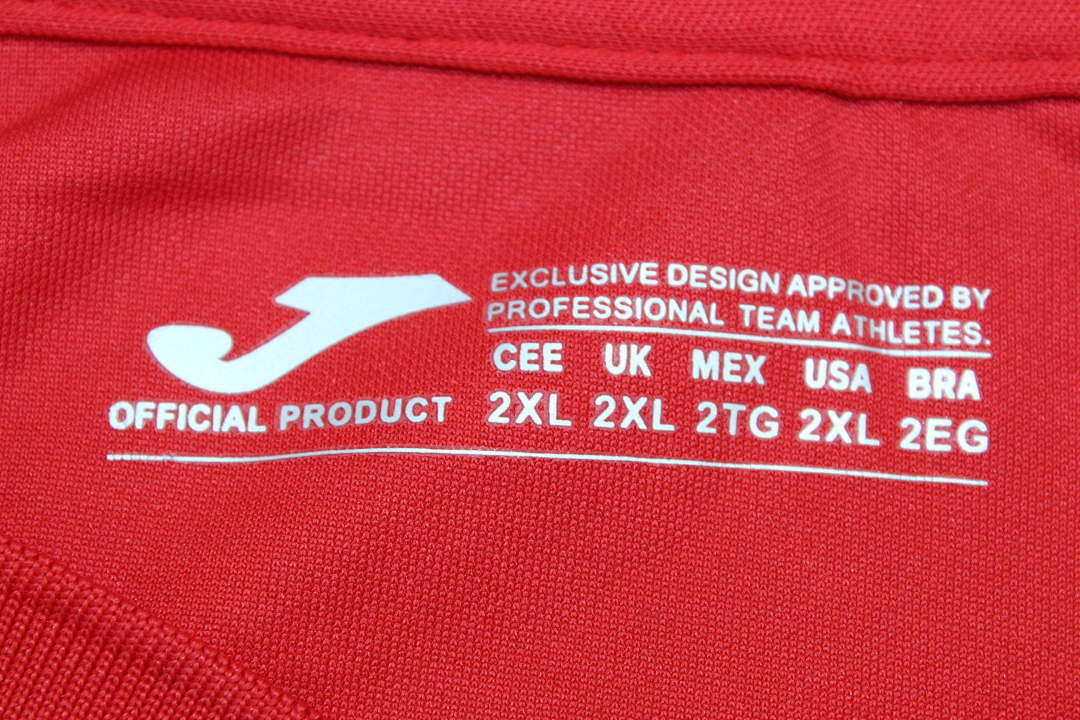 EXCLUSIVE DESIGN APPROVED BY
PROFESSIONAL TEAM ATHLETES.
CEE UK MEX USA BRA
2XL 2XL 2TG 2XL 2EG
OFFICIAL PRODUCT